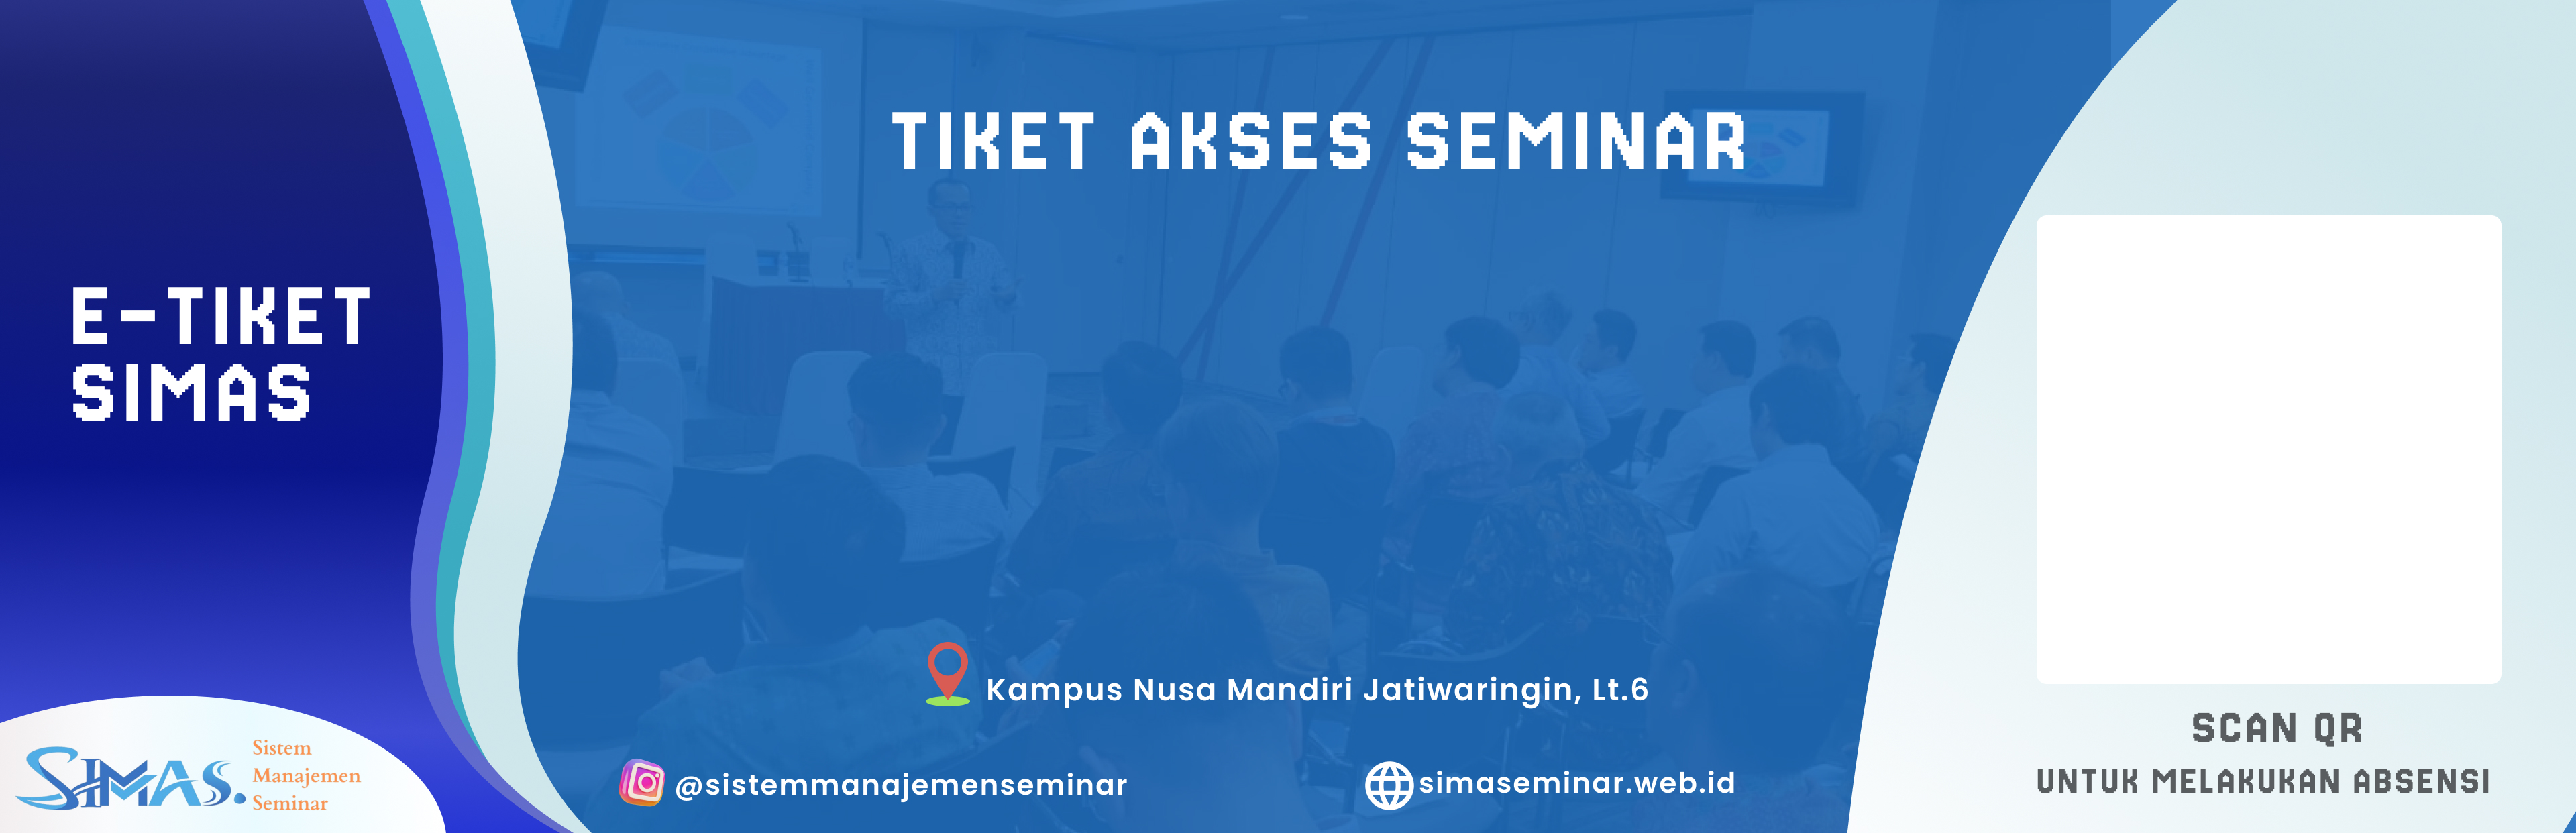 E-TIKET
SIMAS
SIMAS.
Sistem
Manajemen
Seminar
TIKET AKSES SEMINAR
Kampus Nusa Mandiri Jatiwaringin, Lt.6
@sistemmanajemenseminar
simaseminar.web.id
SCAN QR
UNTUK MELAKUKAN ABSENSI